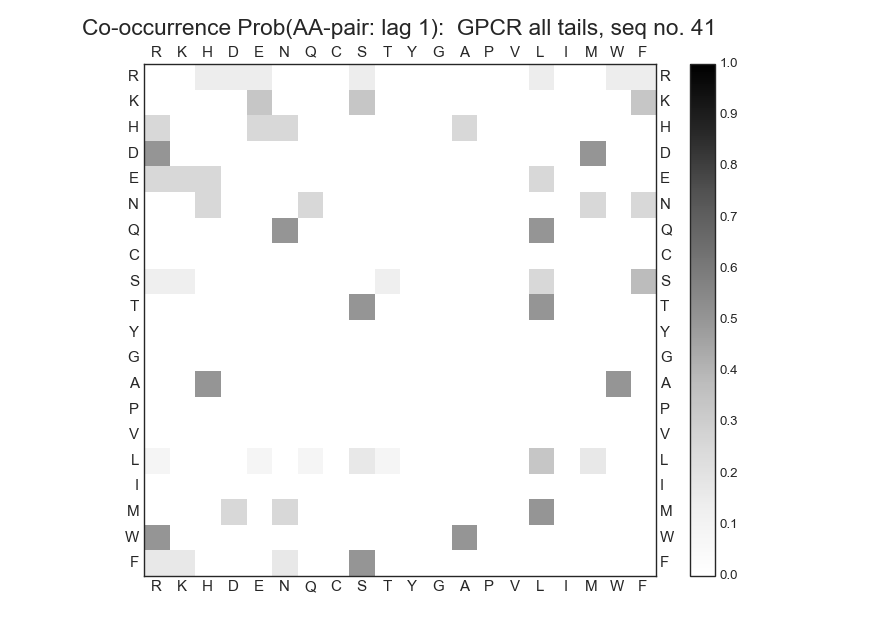 Co-occurrence Prob(AA-pair: lag 1):  GPCR all tails, seq no. 41
R K H D E N Q C S T Y G A P V L I M W F
R R
K K
H H
D D
E E
N N
Q Q
C C
S S
T T
Y Y
G G
A A
P P
V V
L L
I I
M M
W W
F F
R K H D E N Q C S T Y G A P V L I M W F
1.0
0.9
0.8
0.7
0.6
0.5
0.4
0.3
0.2
0.1
0.0